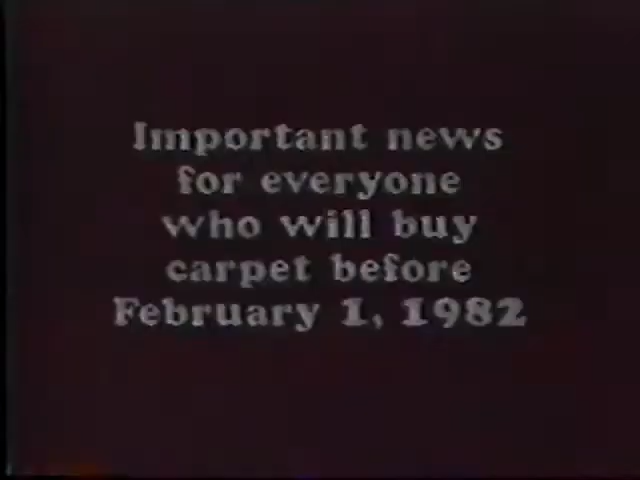 Important news
for everyone
who will buy
carpet before
February 1, 1982